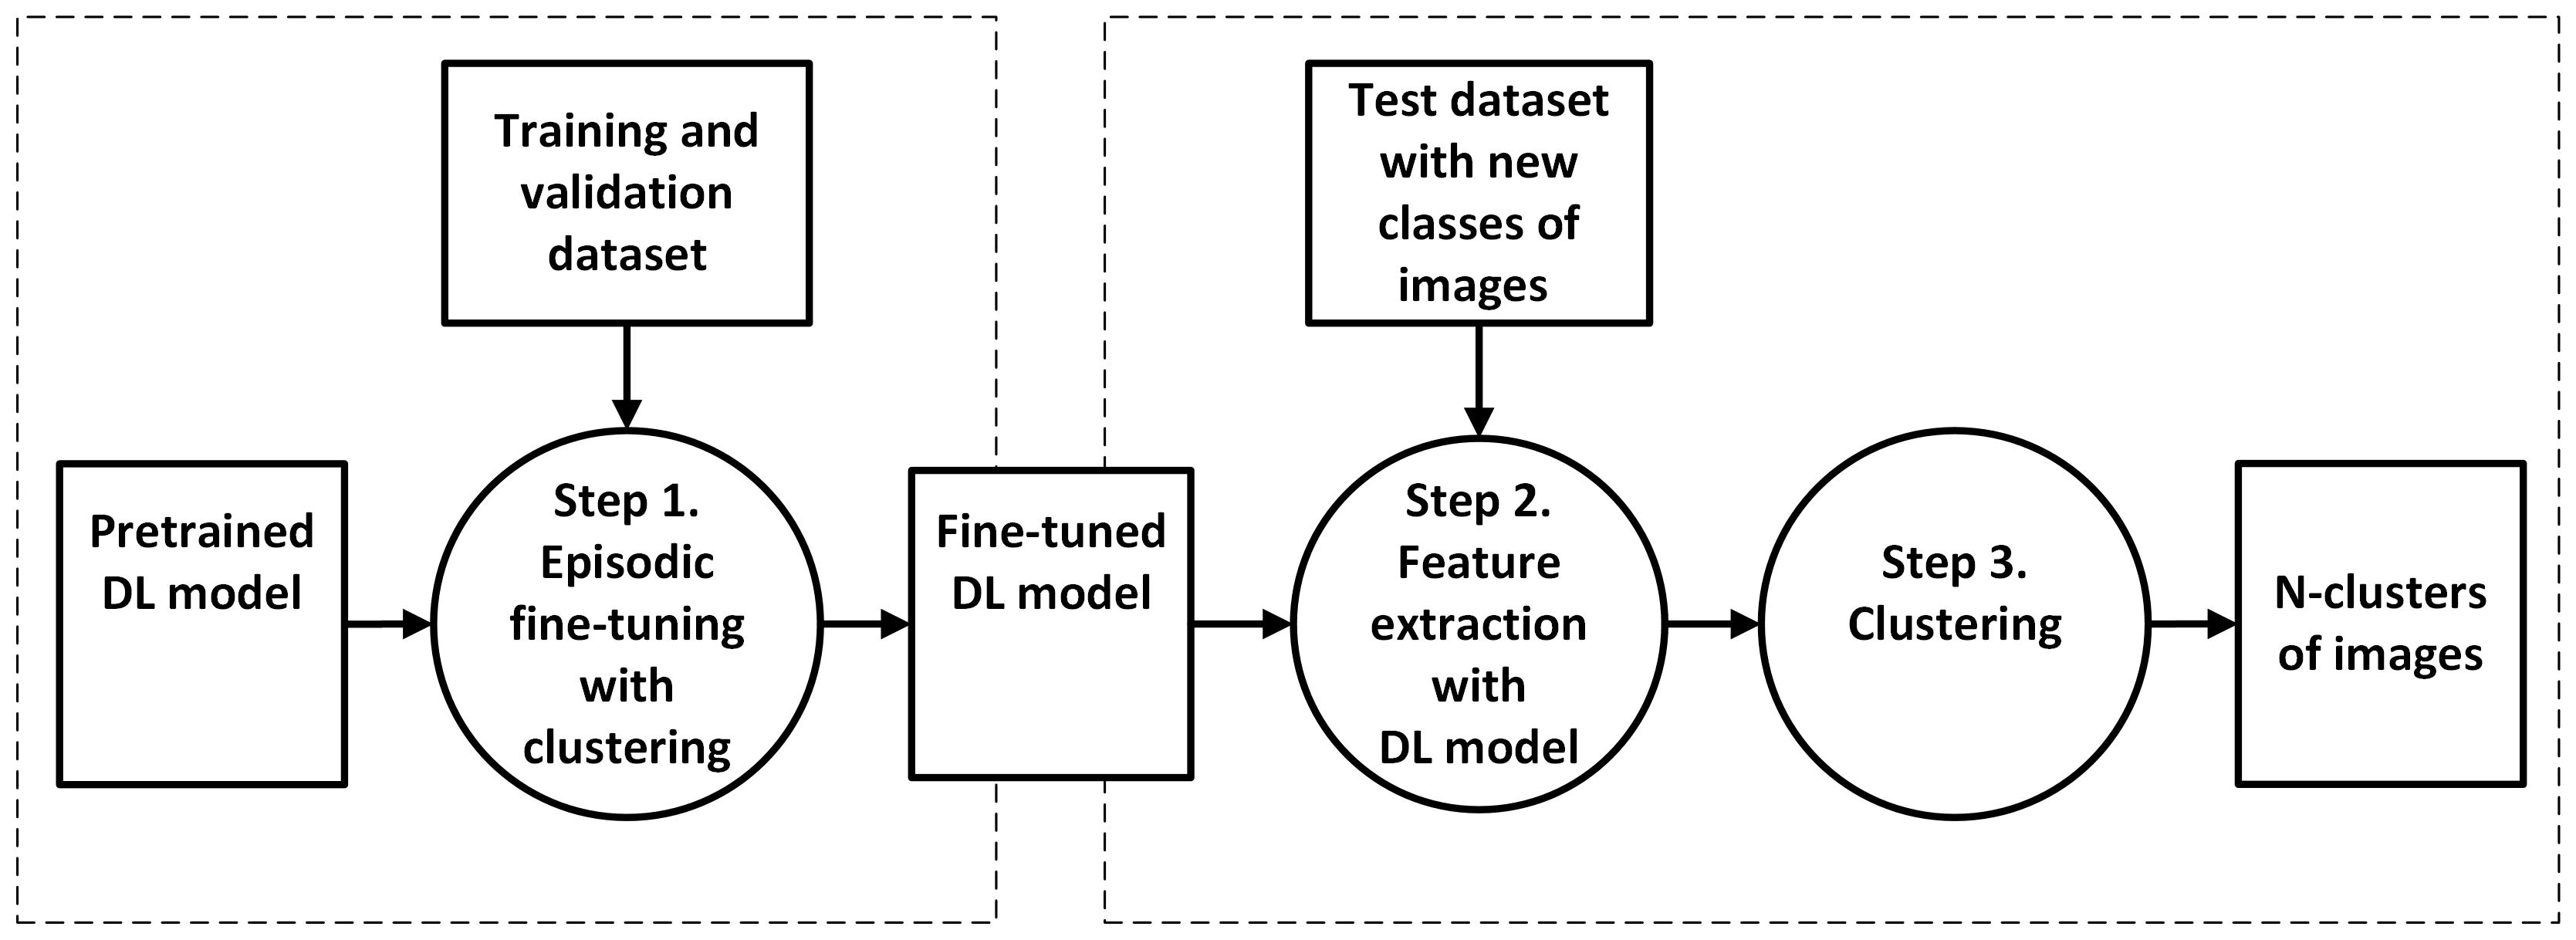 Training and
validation
dataset
Test dataset
with new
classes of
images
Pretrained
DL model
Step 1.
Episodic
fine-tuning
with
clustering
Fine-tuned
DL model
Step 2.
Feature
extraction
with
DL model
Step 3.
Clustering
N-clusters
of images